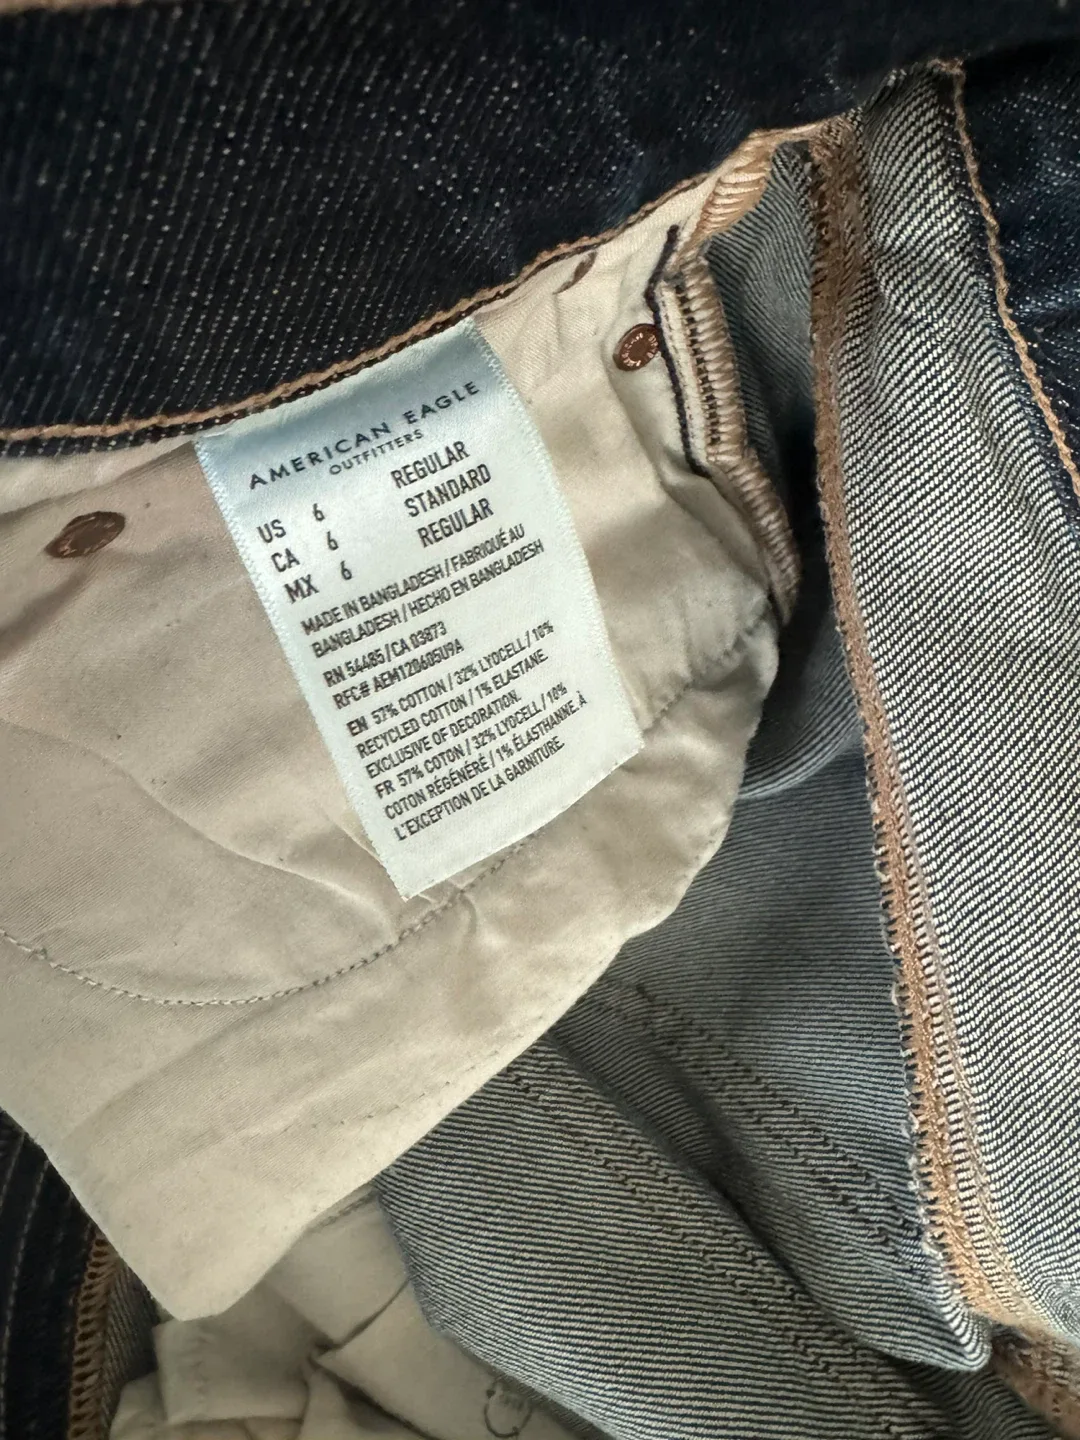 AMERICAN EAGLE
OUTFITTERS
US 6 REGULAR
CA 6 STANDARD
MX 6 REGULAR
MADE IN BANGLADESH / FABRIQUÉ AU
BANGLADESH / HECHO EN BANGLADESH
RN 54485 / CA 03873
RFC# AEM120605U9A
EN 57% COTTON / 32% LYOCELL / 10%
RECYCLED COTTON / 1% ELASTANE.
EXCLUSIVE OF DECORATION.
FR 57% COTON / 32% LYOCELL / 10%
COTON RÉGÉNÉRÉ / 1% ÉLASTHANNE. À
L'EXCEPTION DE LA GARNITURE.